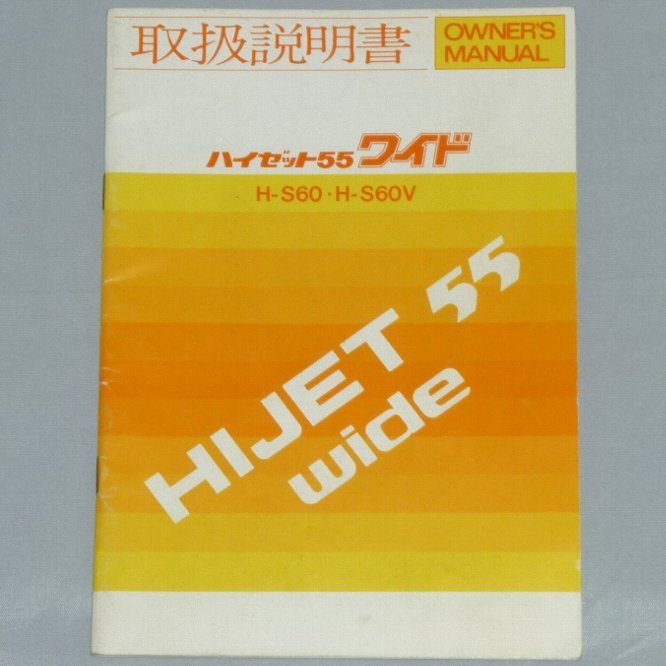 取扱説明書
OWNER'S
MANUAL
ハイゼット55ワイド
H-S60・H-S60V
HIJET 55
wide